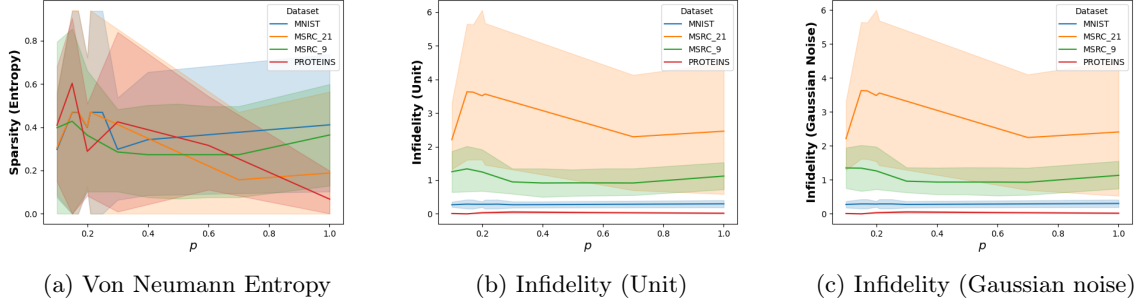 Sparsity (Entropy)
0.8
0.6
0.4
0.2
0.0
0.2
0.4
0.6
0.8
1.0
p
Dataset
MNIST
MSRC_21
MSRC_9
PROTEINS
(a) Von Neumann Entropy
Infidelity (Unit)
6
5
4
3
2
1
0
0.2
0.4
0.6
0.8
1.0
p
Dataset
MNIST
MSRC_21
MSRC_9
PROTEINS
(b) Infidelity (Unit)
Infidelity (Gaussian Noise)
6
5
4
3
2
1
0
0.2
0.4
0.6
0.8
1.0
p
Dataset
MNIST
MSRC_21
MSRC_9
PROTEINS
(c) Infidelity (Gaussian noise)